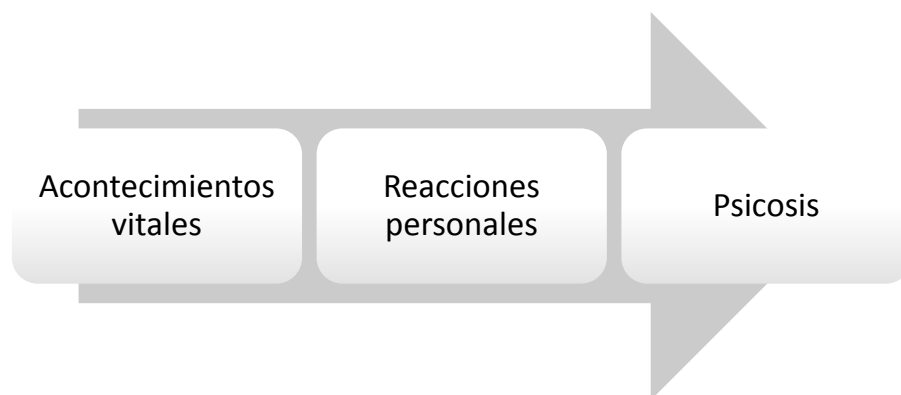 Acontecimientos
vitales
Reacciones
personales
Psicosis